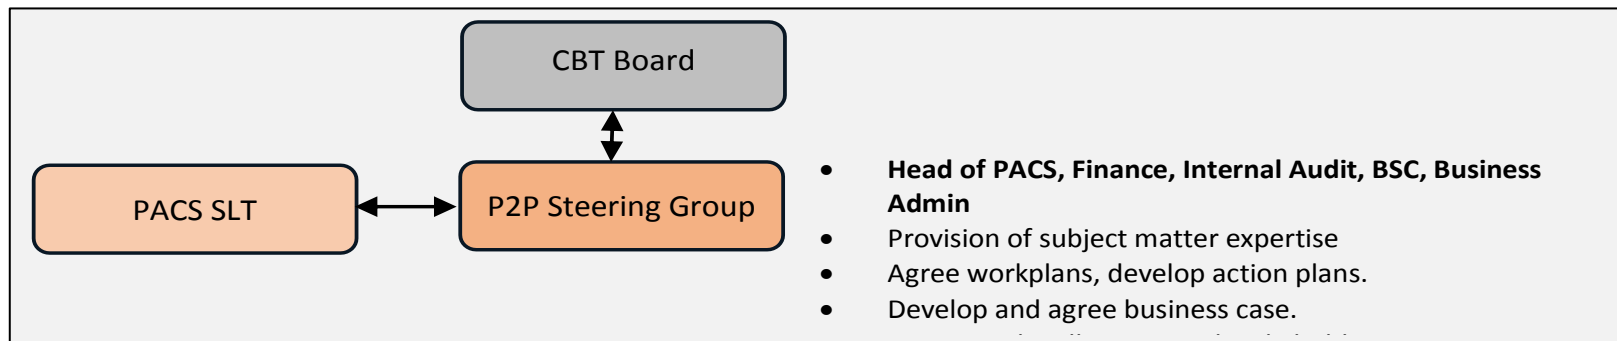 CBT Board
PACS SLT
P2P Steering Group
• Head of PACS, Finance, Internal Audit, BSC, Business
Admin
• Provision of subject matter expertise
• Agree workplans, develop action plans.
• Develop and agree business case.